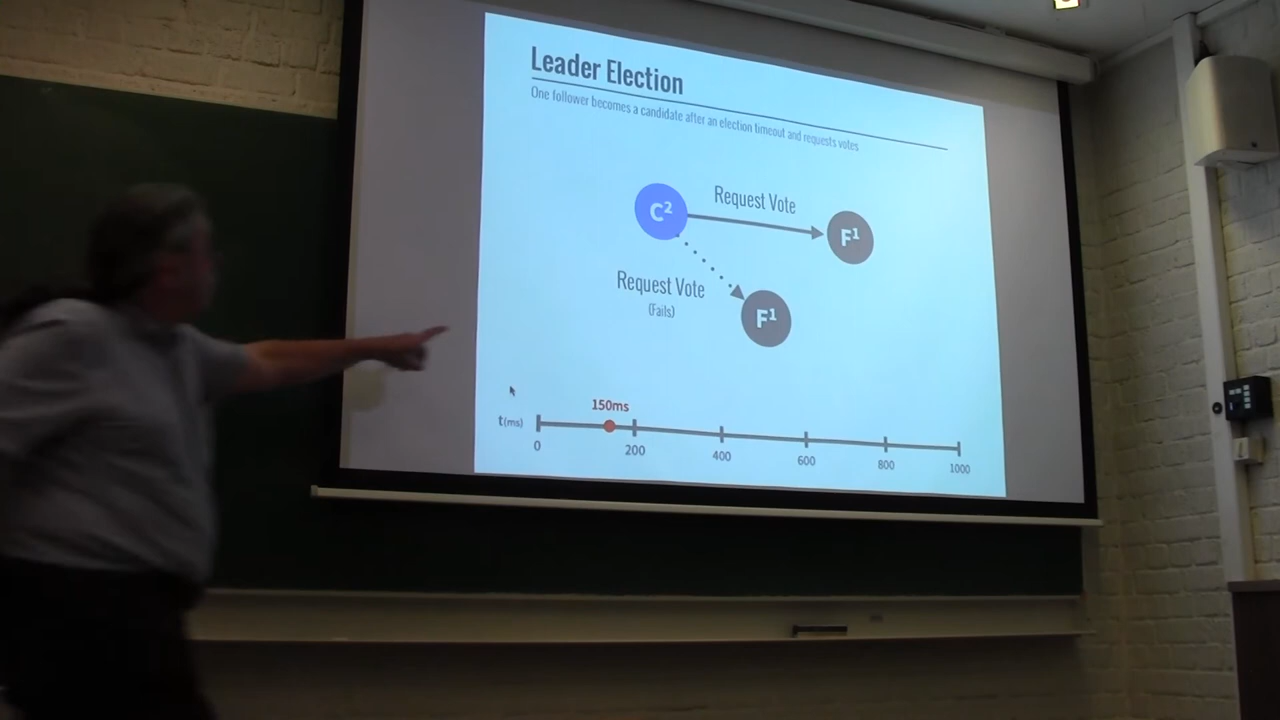 Leader Election
One follower becomes a candidate after an election timeout and requests votes
C²
Request Vote
F¹
Request Vote
(Fails)
F¹
150ms
t(ms)
0
200
400
600
800
1000